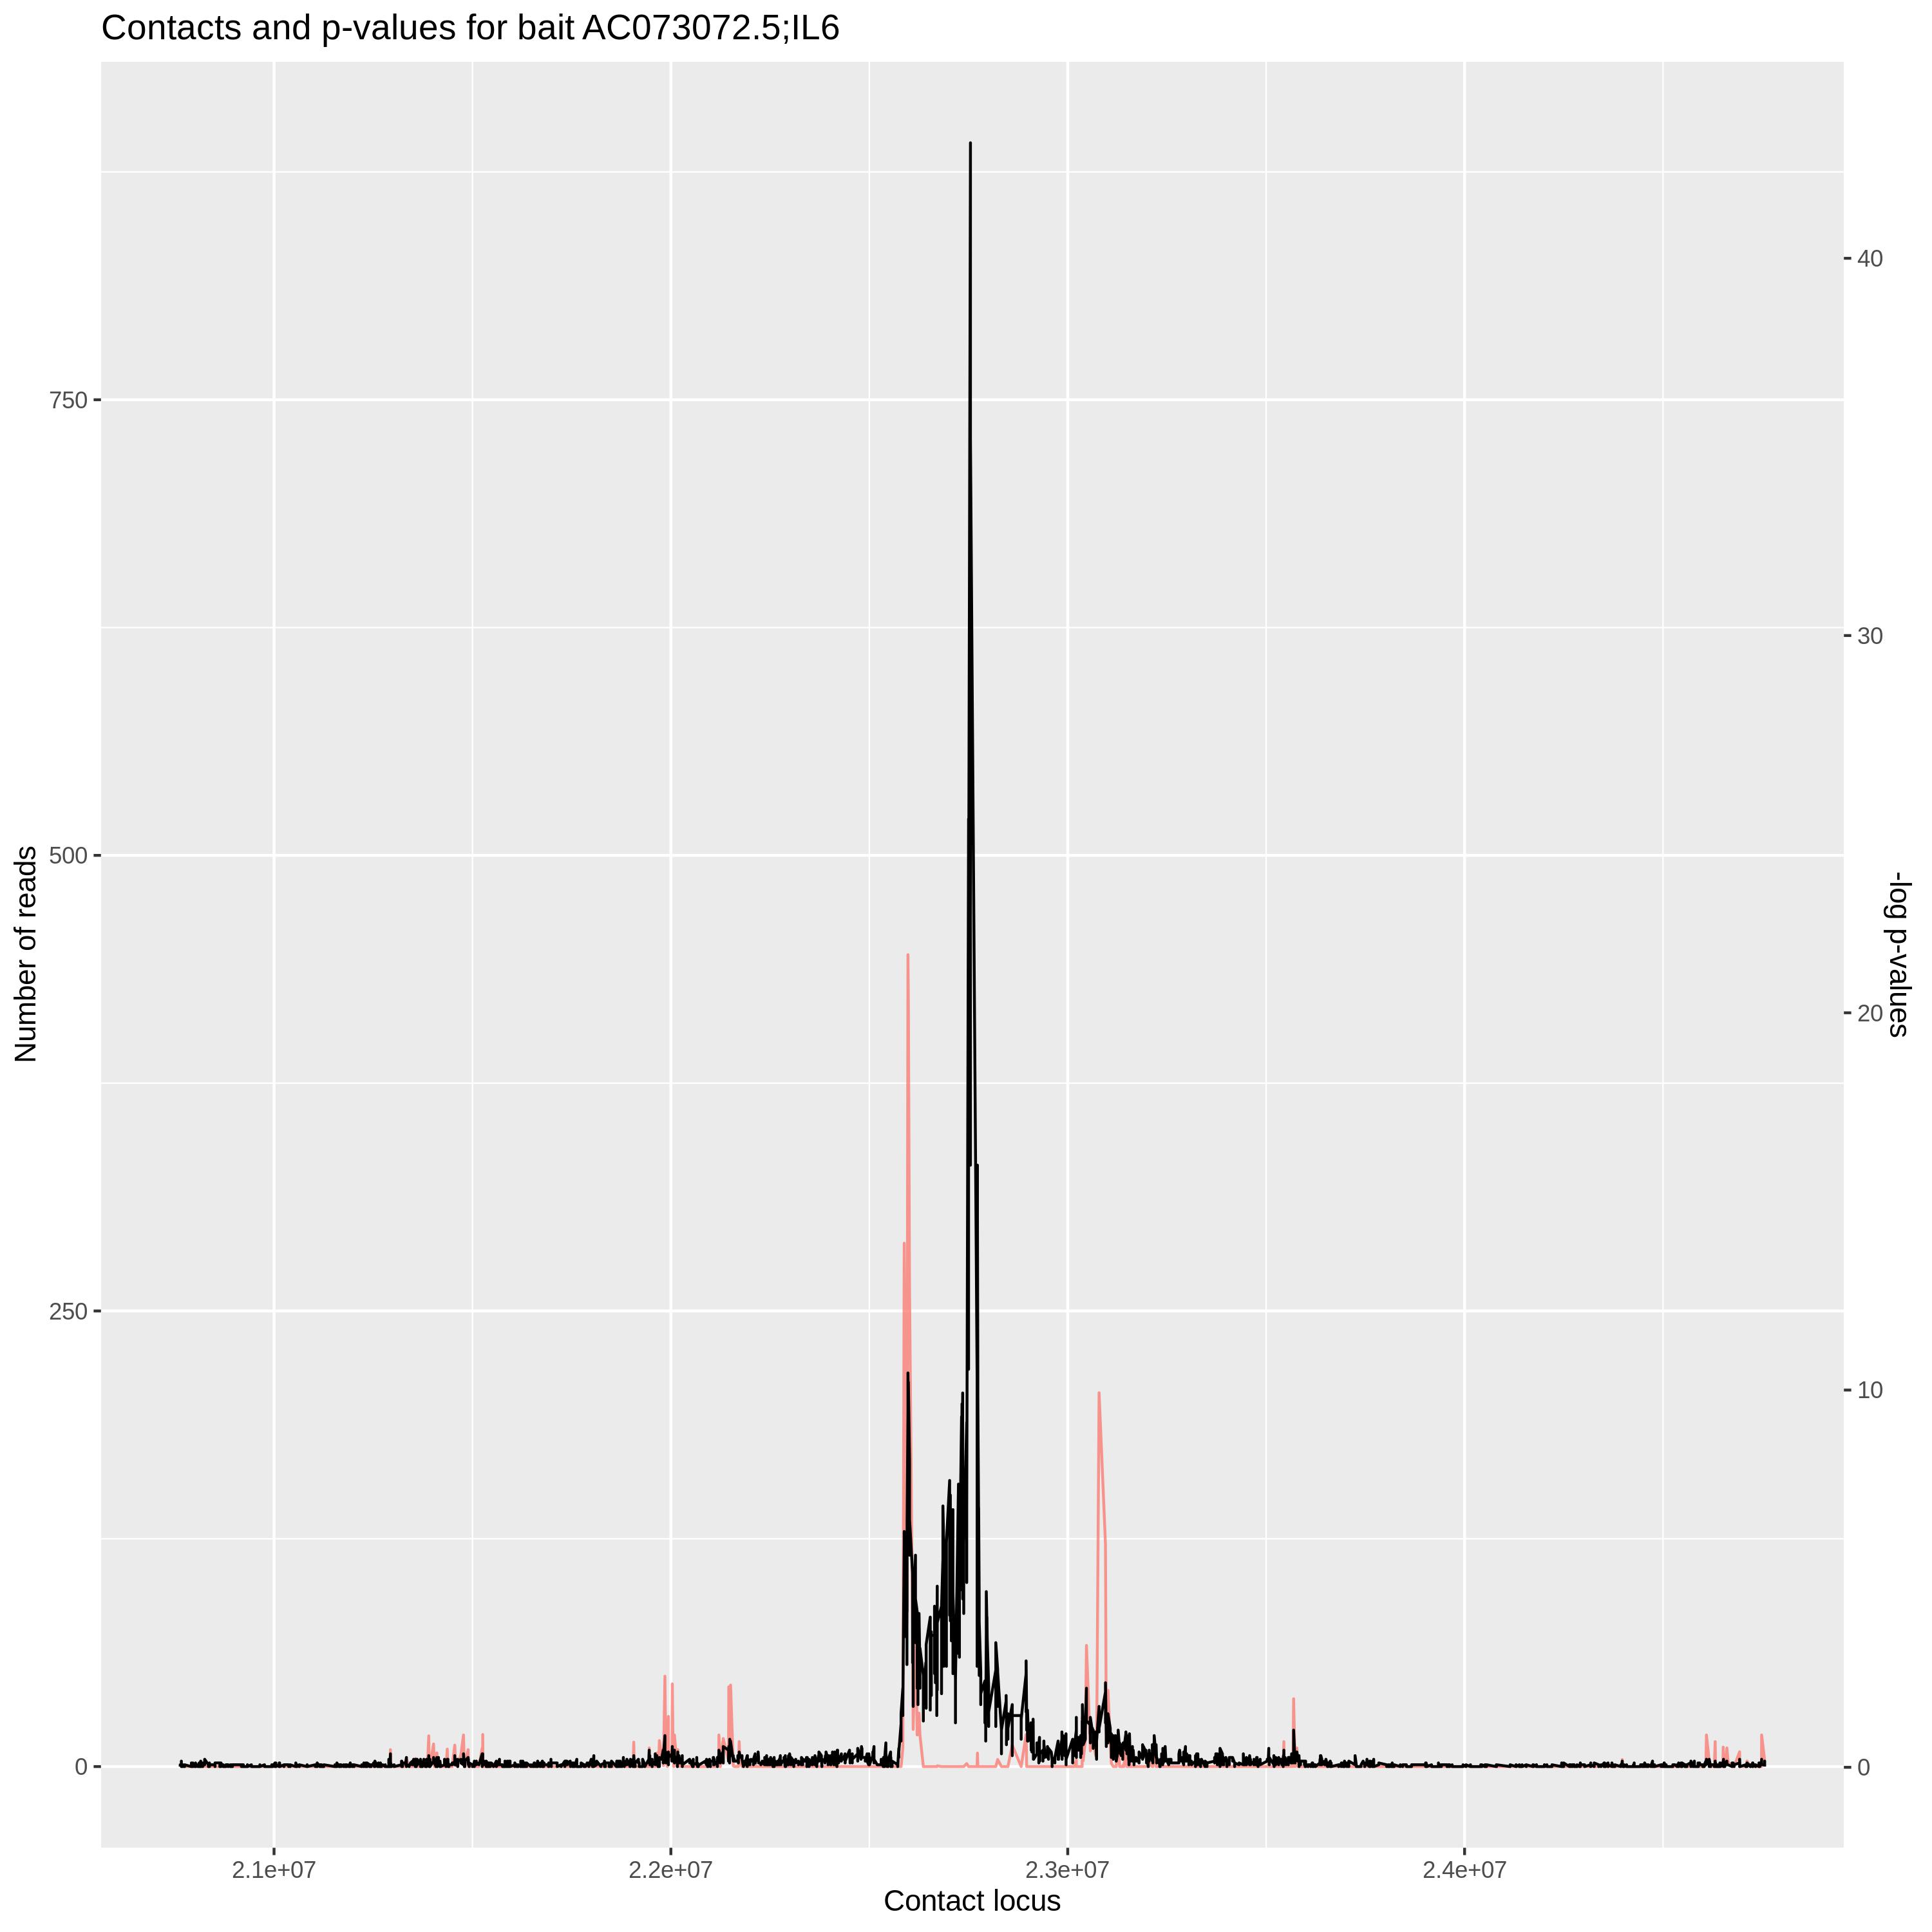 Contacts and p-values for bait AC073072.5;IL6
Number of reads
750
500
250
0
40
30
20
10
0
-log p-values
2.1e+07
2.2e+07
2.3e+07
2.4e+07
Contact locus